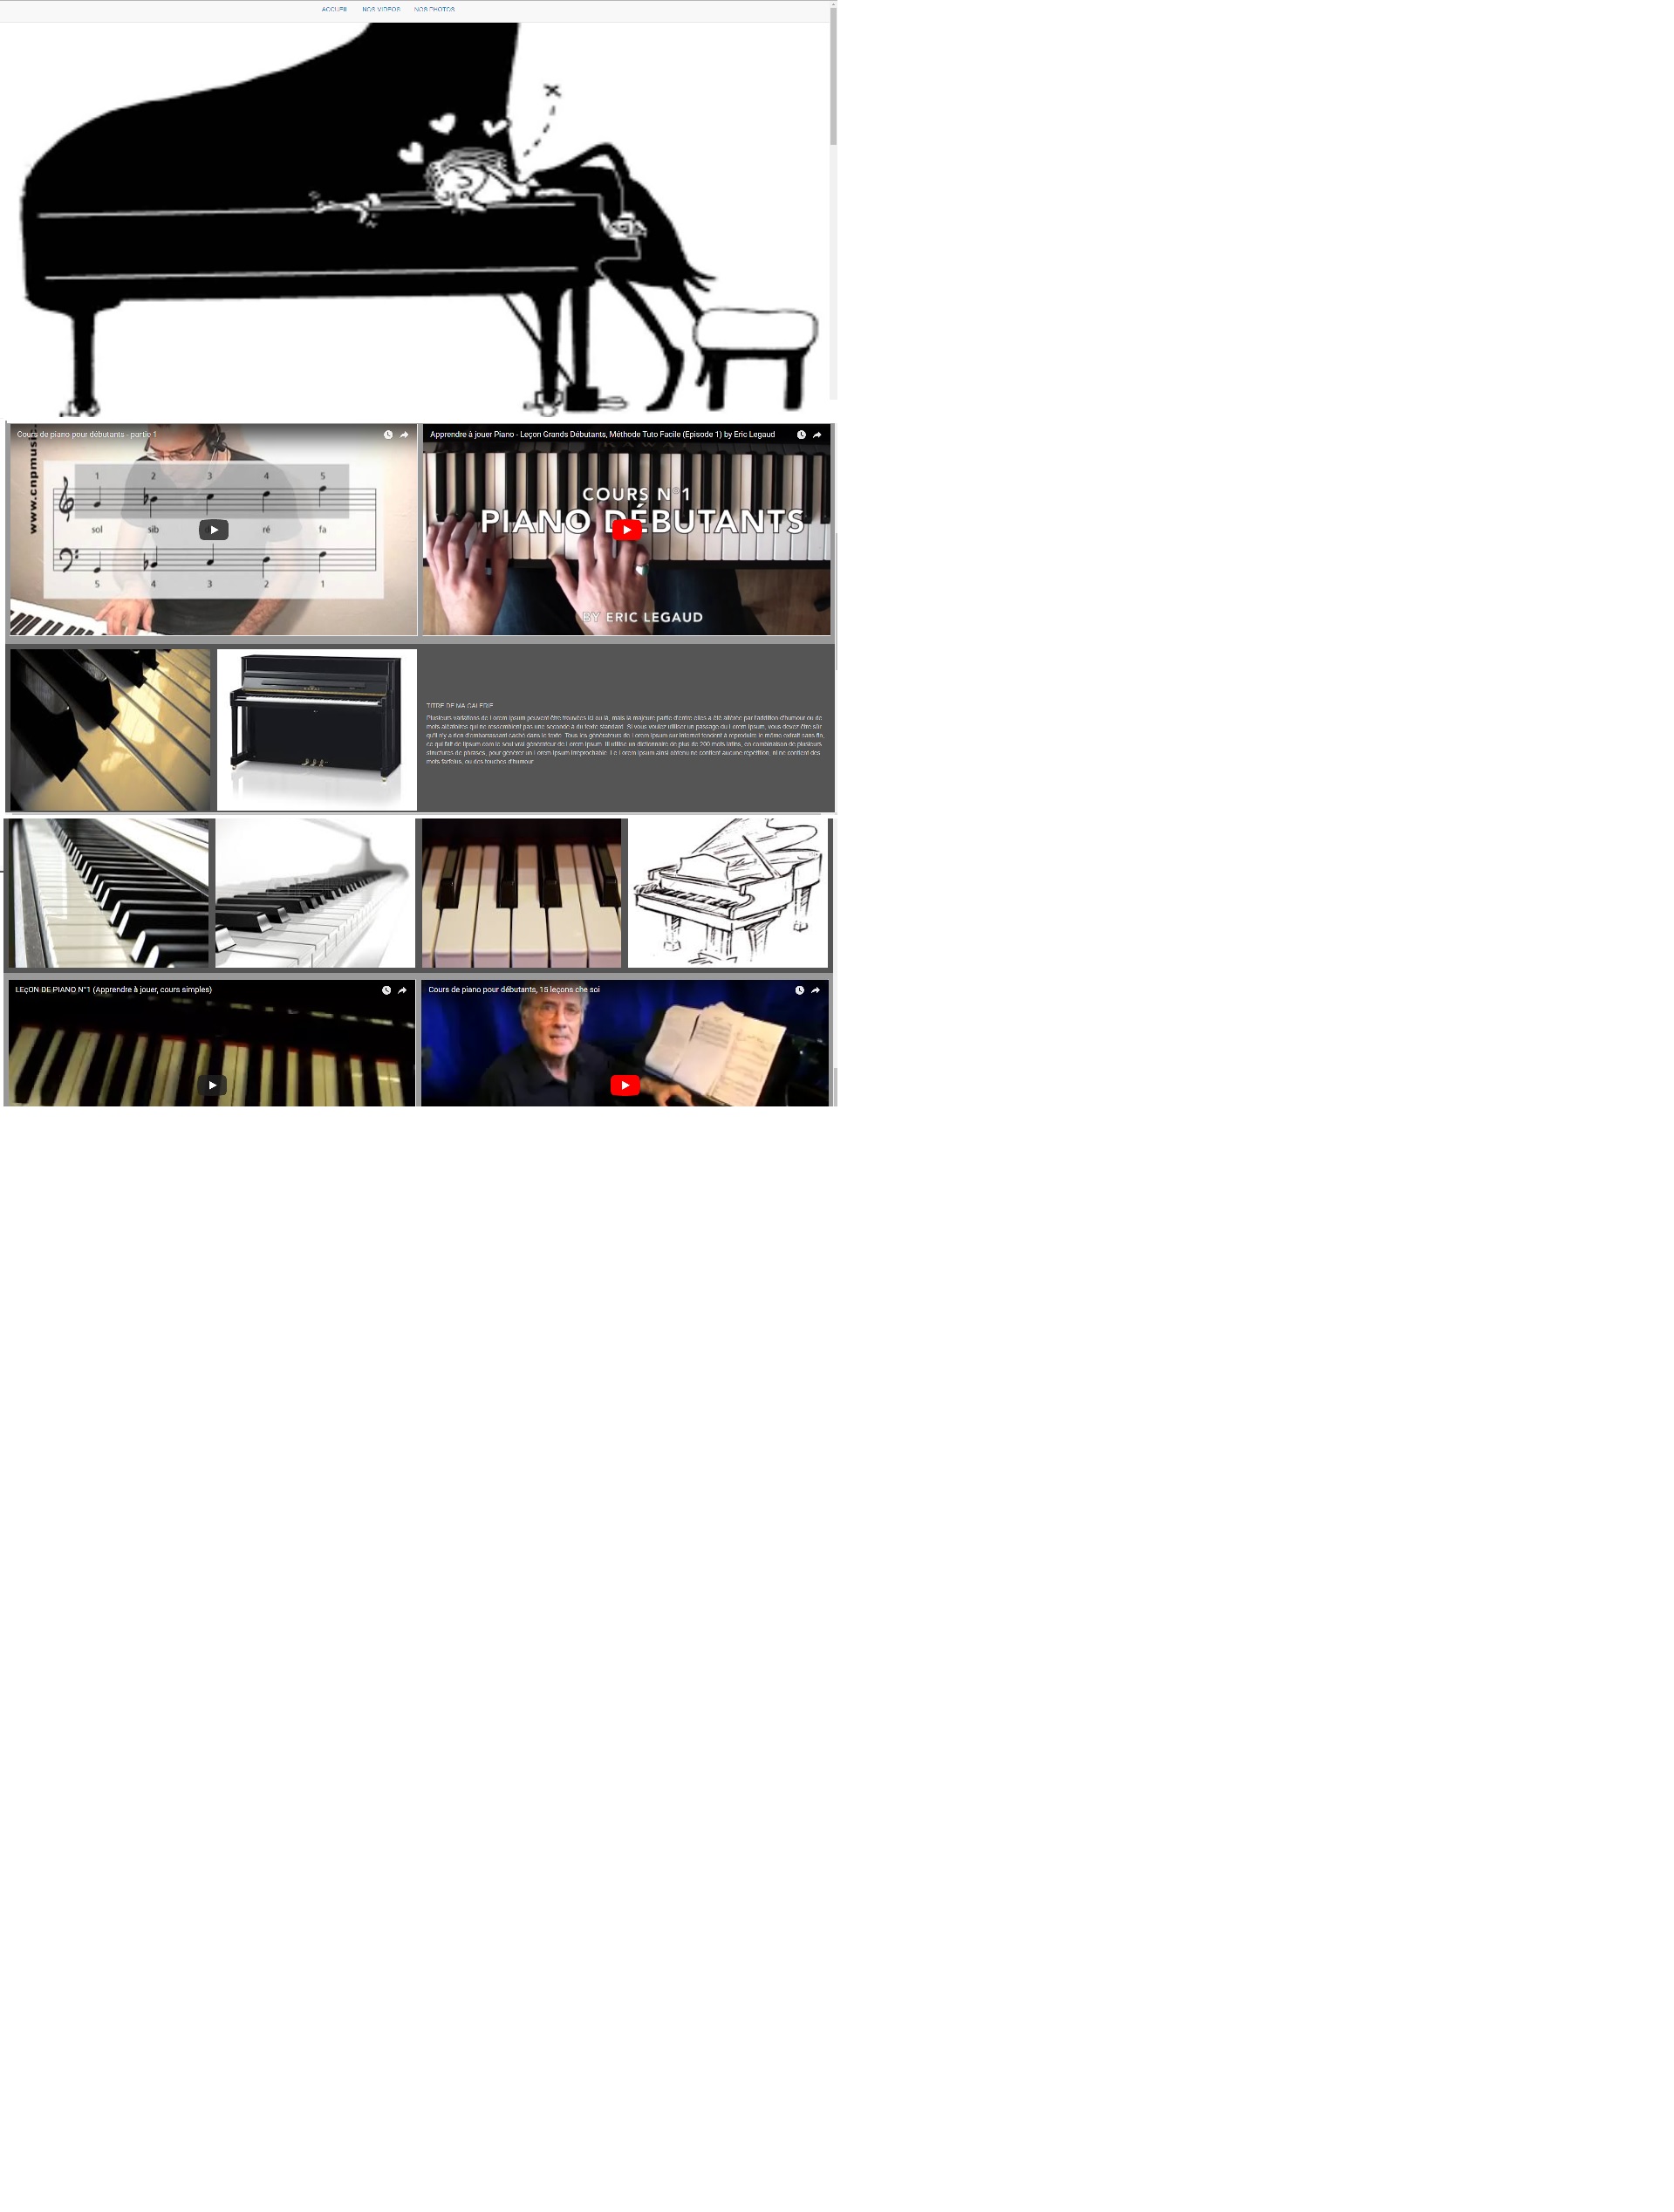 ACCUEIL NOS VIDEOS NOS PHOTOS
Cours de piano pour débutants - partie 1
www.cnpmusic.
1 2 3 4 5
sol sib ré fa
5 4 3 2 1
Apprendre à jouer Piano - Leçon Grands Débutants, Méthode Tuto Facile (Episode 1) by Eric Legaud
COURS N°1
PIANO DÉBUTANTS
BY ERIC LEGAUD
TITRE DE MA GALERIE
Plusieurs variations de Lorem Ipsum peuvent être trouvées ici ou là, mais la majeure partie d'entre elles a été altérée par l'addition d'humour ou de
mots aléatoires qui ne ressemblent pas une seconde à du texte standard. Si vous voulez utiliser un passage du Lorem Ipsum, vous devez être sûr
qu'il n'y a rien d'embarrassant caché dans le texte. Tous les générateurs de Lorem Ipsum sur Internet tendent à reproduire le même extrait sans fin,
ce qui fait de lipsum.com le seul vrai générateur de Lorem Ipsum. Iil utilise un dictionnaire de plus de 200 mots latins, en combinaison de plusieurs
structures de phrases, pour générer un Lorem Ipsum irréprochable. Le Lorem Ipsum ainsi obtenu ne contient aucune répétition, ni ne contient des
mots farfelus, ou des touches d'humour.
LEçON DE PIANO N°1 (Apprendre à jouer, cours simples)
Cours de piano pour débutants, 15 leçons che soi